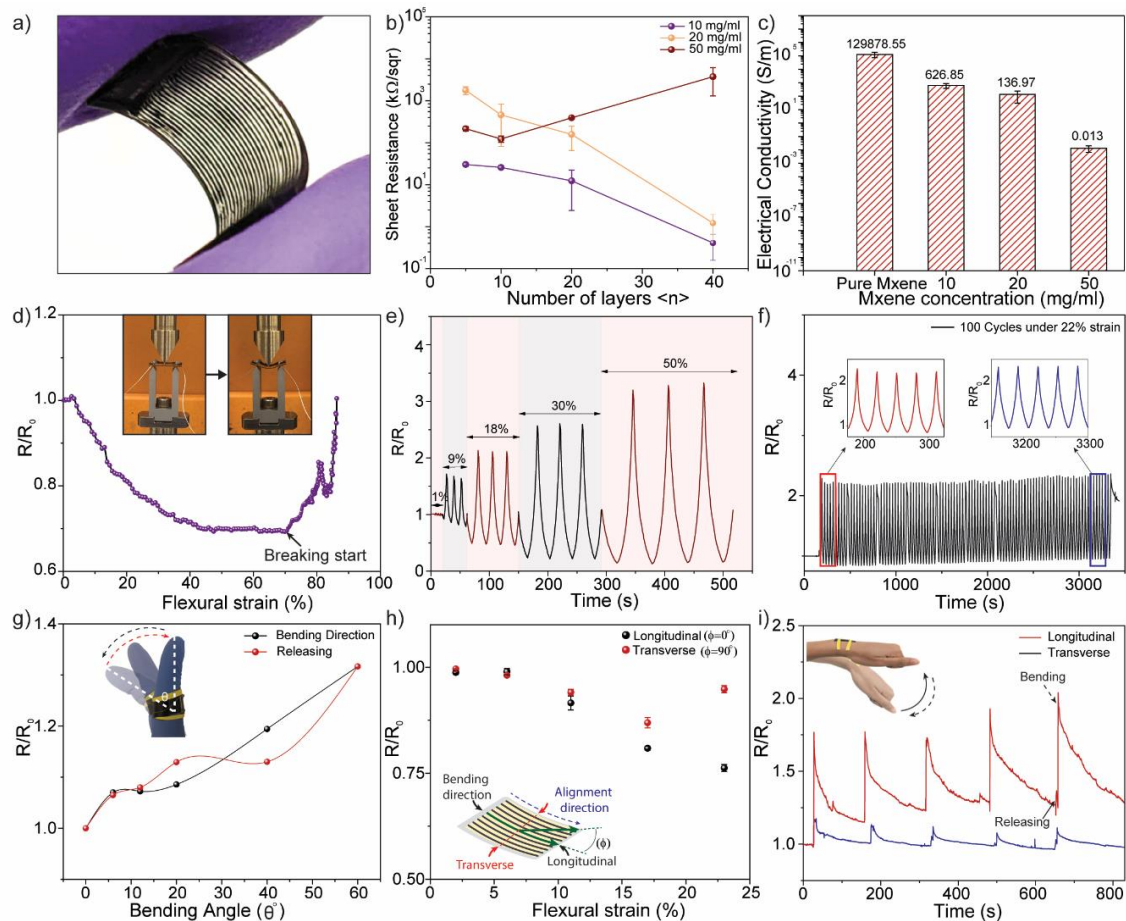 a)
b)
10⁵
10³
10¹
10⁻¹
Sheet Resistance (kΩ/sqr)
10 mg/ml
20 mg/ml
50 mg/ml
0
10
20
30
40
Number of layers <n>
c)
10⁻⁵
10⁻¹
10⁻³
10⁻⁷
10⁻¹¹
Electrical Conductivity (S/m)
129878.55
626.85
136.97
0.013
Pure Mxene
10
20
50
Mxene concentration (mg/ml)
d)
1.2
1.0
0.8
0.6
R/R₀
Breaking start
0
20
40
60
80
100
Flexural strain (%)
e)
5
4
3
2
1
0
R/R₀
1%
9%
18%
30%
50%
0
100
200
300
400
500
Time (s)
f)
4
2
0
R/R₀
100 Cycles under 22% strain
R/R₀
2
1
200
300
R/R₀
2
1
3200
3300
0
1000
2000
3000
Time (s)
g)
1.4
1.2
1.0
R/R₀
Bending Direction
Releasing
θ
0
10
20
30
40
50
60
Bending Angle (θ°)
h)
1.00
0.75
0.50
R/R₀
Longitudinal (ϕ=0°)
Transverse (ϕ=90°)
Bending direction
Alignment direction
(ϕ)
Transverse
Longitudinal
0
5
10
15
20
25
Flexural strain (%)
i)
2.5
2.0
1.5
1.0
R/R₀
Longitudinal
Transverse
Bending
Releasing
0
200
400
600
800
Time (s)